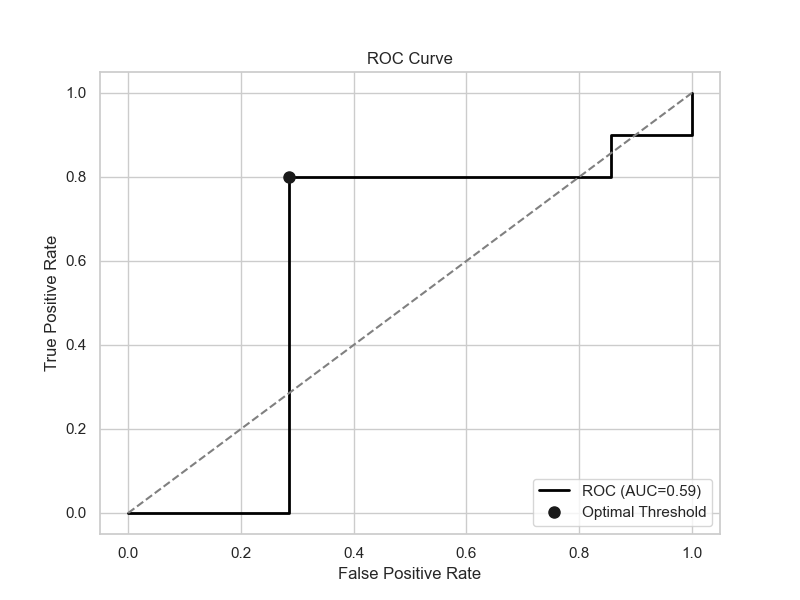 ROC Curve
1.0
0.8
0.6
0.4
0.2
0.0
True Positive Rate
0.0 0.2 0.4 0.6 0.8 1.0
False Positive Rate
ROC (AUC=0.59)
Optimal Threshold